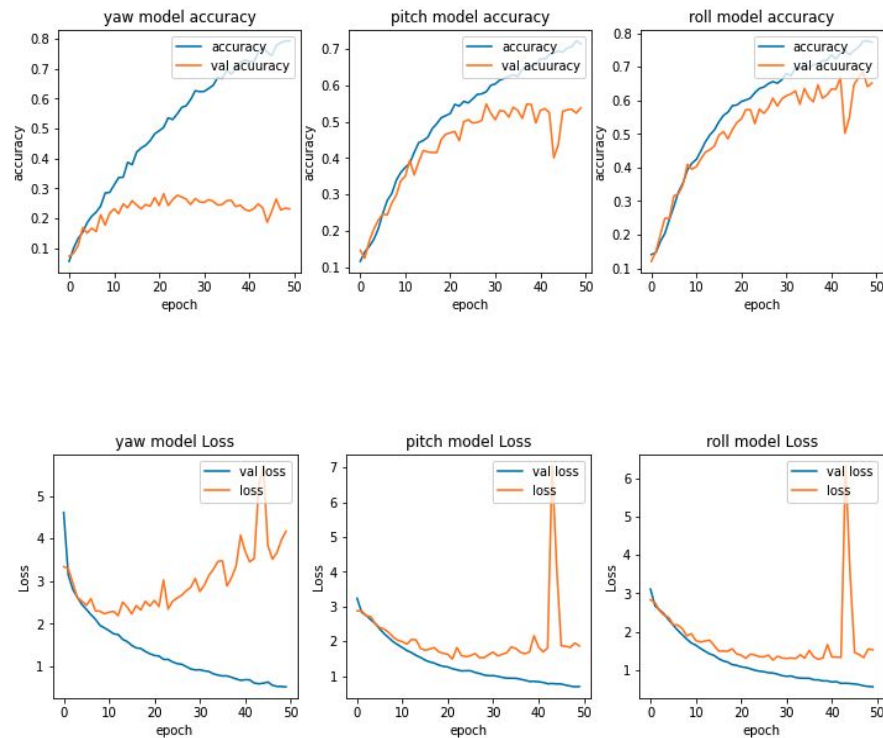 yaw model accuracy
pitch model accuracy
roll model accuracy
accuracy
val acuuracy
accuracy
val acuuracy
accuracy
val acuuracy
accuracy
0.8
0.7
0.6
0.5
0.4
0.3
0.2
0.1
accuracy
0.7
0.6
0.5
0.4
0.3
0.2
0.1
accuracy
0.8
0.7
0.6
0.5
0.4
0.3
0.2
0.1
0 10 20 30 40 50
0 10 20 30 40 50
0 10 20 30 40 50
epoch
epoch
epoch
yaw model Loss
pitch model Loss
roll model Loss
val loss
loss
val loss
loss
val loss
loss
Loss
5
4
3
2
1
Loss
7
6
5
4
3
2
1
Loss
6
5
4
3
2
1
0 10 20 30 40 50
0 10 20 30 40 50
0 10 20 30 40 50
epoch
epoch
epoch